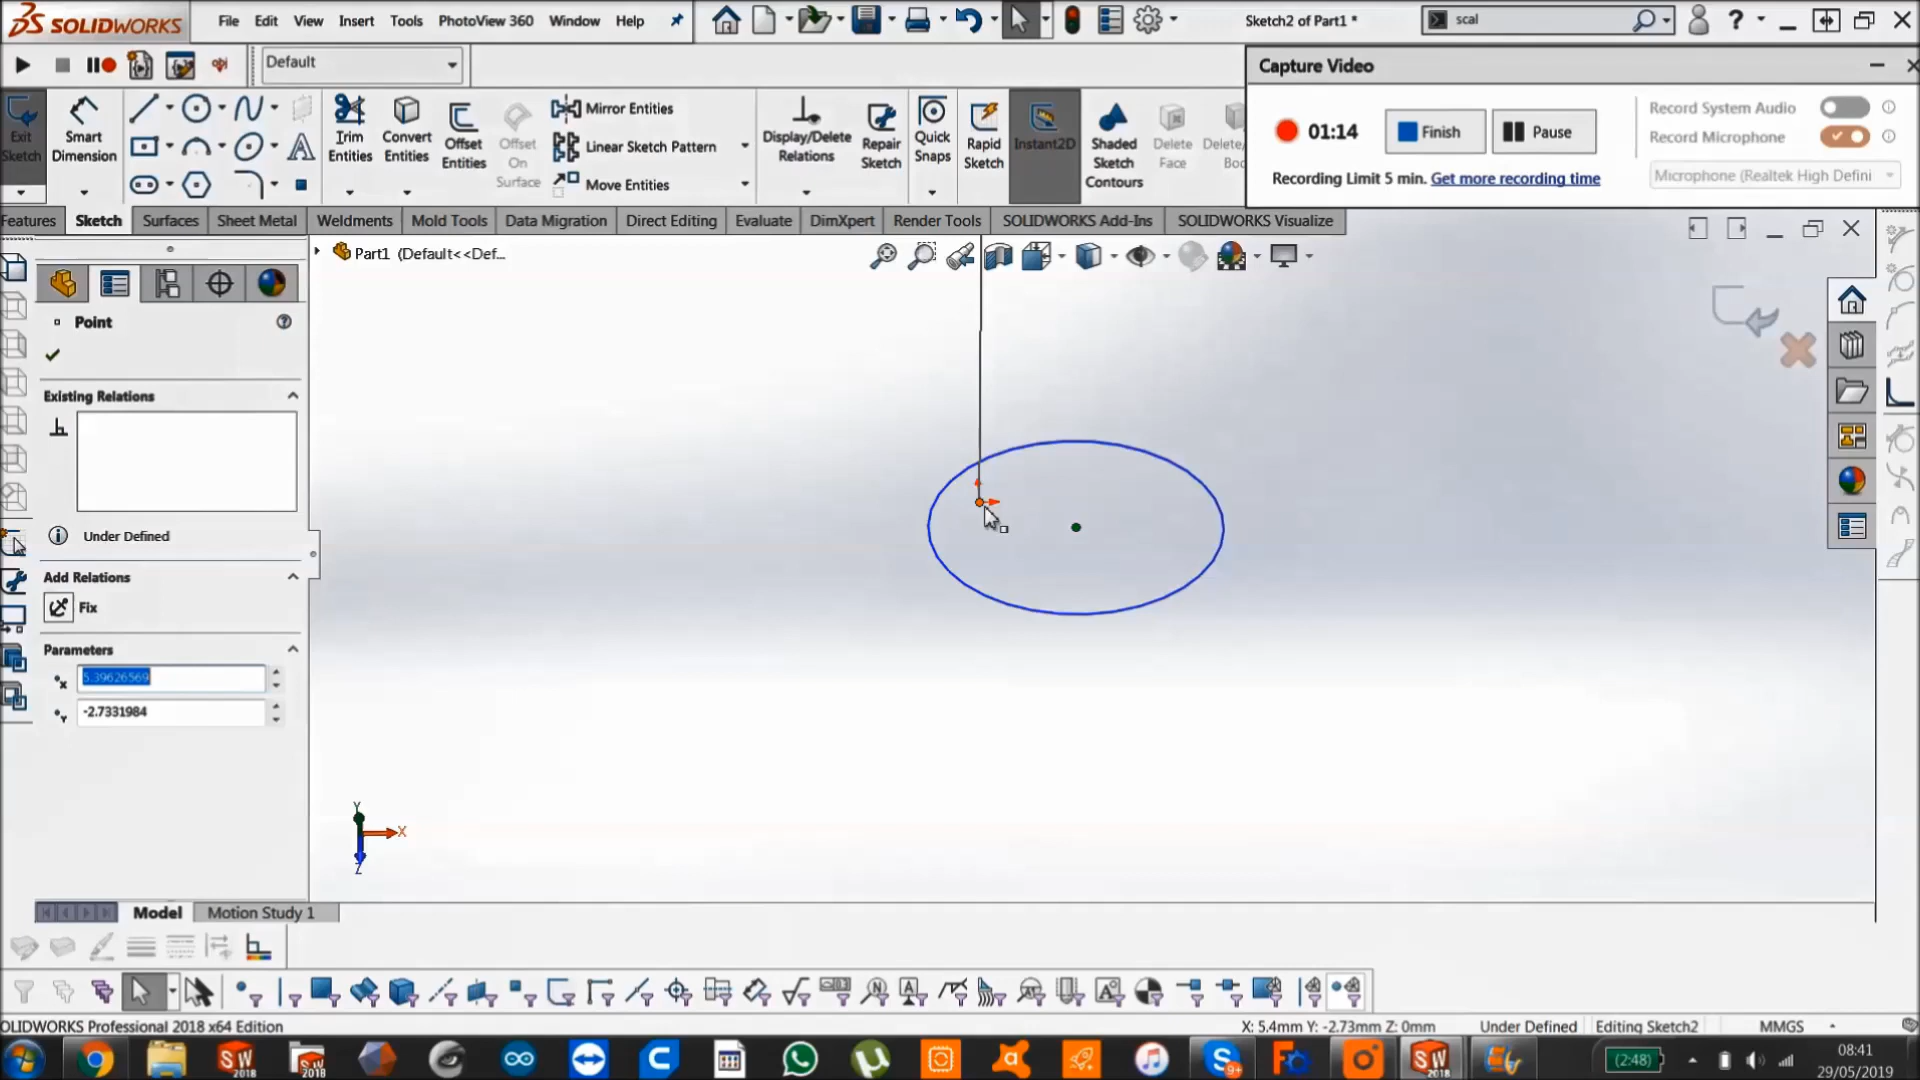 SOLIDWORKS File Edit View Insert Tools PhotoView 360 Window Help Sketch2 of Part1 * scal ?
Default
Capture Video
01:14 Finish Pause
Record System Audio
Record Microphone
Recording Limit 5 min. Get more recording time
Microphone (Realtek High Defini
Exit Sketch
Smart Dimension
Trim Entities
Convert Entities
Offset Entities
Offset On Surface
Mirror Entities
Linear Sketch Pattern
Move Entities
Display/Delete Relations
Repair Sketch
Quick Snaps
Rapid Sketch
Instant2D
Shaded Sketch Contours
Delete Face
Delete/
Features Sketch Surfaces Sheet Metal Weldments Mold Tools Data Migration Direct Editing Evaluate DimXpert Render Tools SOLIDWORKS Add-Ins SOLIDWORKS Visualize
Part1 (Default<<Def...
Point
Existing Relations
Under Defined
Add Relations
Fix
Parameters
5.39626569
-2.7331984
Y
X
Z
Model Motion Study 1
OLIDWORKS Professional 2018 x64 Edition X: 5.4mm Y: -2.73mm Z: 0mm Under Defined Editing Sketch2 MMGS
SW 2018
SW 2018
9+
SW 2018
(2:48)
08:41
29/05/2019